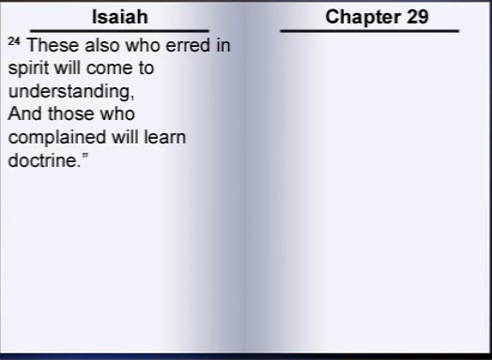 Isaiah
Chapter 29
24 These also who erred in
spirit will come to
understanding,
And those who
complained will learn
doctrine.”